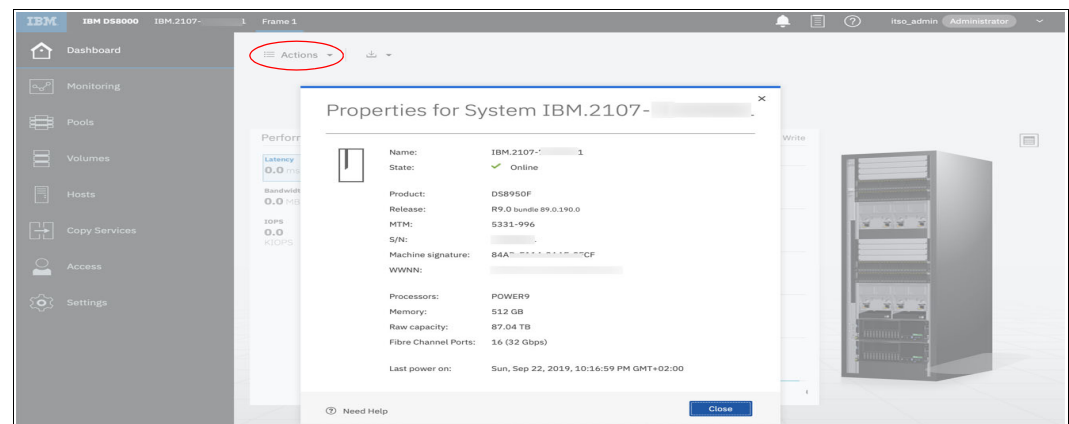 IBM IBM DS8000 IBM.2107- 1 Frame 1 itso_admin Administrator
Dashboard
Actions
Monitoring
Pools
Volumes
Hosts
Copy Services
Access
Settings
Perforr Write
Latency
0.0 ms
Bandwidt
0.0 MB
IOPS
0.0
KIOPS
Properties for System IBM.2107-
Name: IBM.2107- 1
State: Online
Product: DS8950F
Release: R9.0 bundle 89.0.190.0
MTM: 5331-996
S/N:
Machine signature: 84A CF
WWNN:
Processors: POWER9
Memory: 512 GB
Raw capacity: 87.04 TB
Fibre Channel Ports: 16 (32 Gbps)
Last power on: Sun, Sep 22, 2019, 10:16:59 PM GMT+02:00
Need Help Close